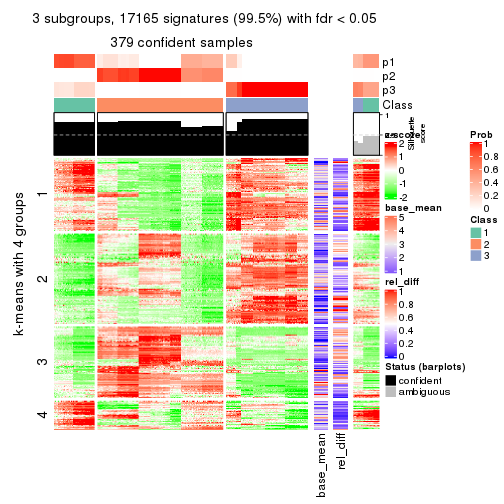 3 subgroups, 17165 signatures (99.5%) with fdr < 0.05
379 confident samples
p1
p2
p3
Class
1
Silhouette
score
k-means with 4 groups
1
2
3
4
base_mean
rel_diff
z-score
2
1
0
-1
-2
base_mean
5
4
3
2
1
rel_diff
1
0.8
0.6
0.4
0.2
0
Status (barplots)
confident
ambiguous
Prob
1
0.8
0.6
0.4
0.2
0
Class
1
2
3